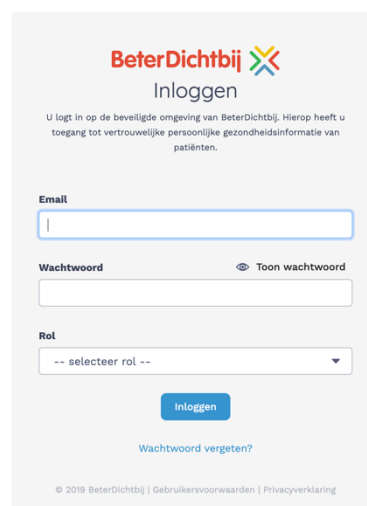 BeterDichtbij
Inloggen
U logt in op de beveiligde omgeving van BeterDichtbij. Hierop heeft u
toegang tot vertrouwelijke persoonlijke gezondheidsinformatie van
patiënten.
Email
Wachtwoord Toon wachtwoord
Rol
-- selecteer rol --
Inloggen
Wachtwoord vergeten?
© 2019 BeterDichtbij | Gebruikersvoorwaarden | Privacyverklaring